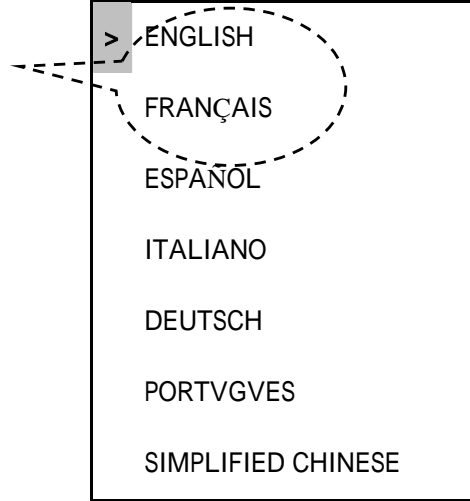 > ENGLISH
FRANÇAIS
ESPAÑOL
ITALIANO
DEUTSCH
PORTVGVES
SIMPLIFIED CHINESE